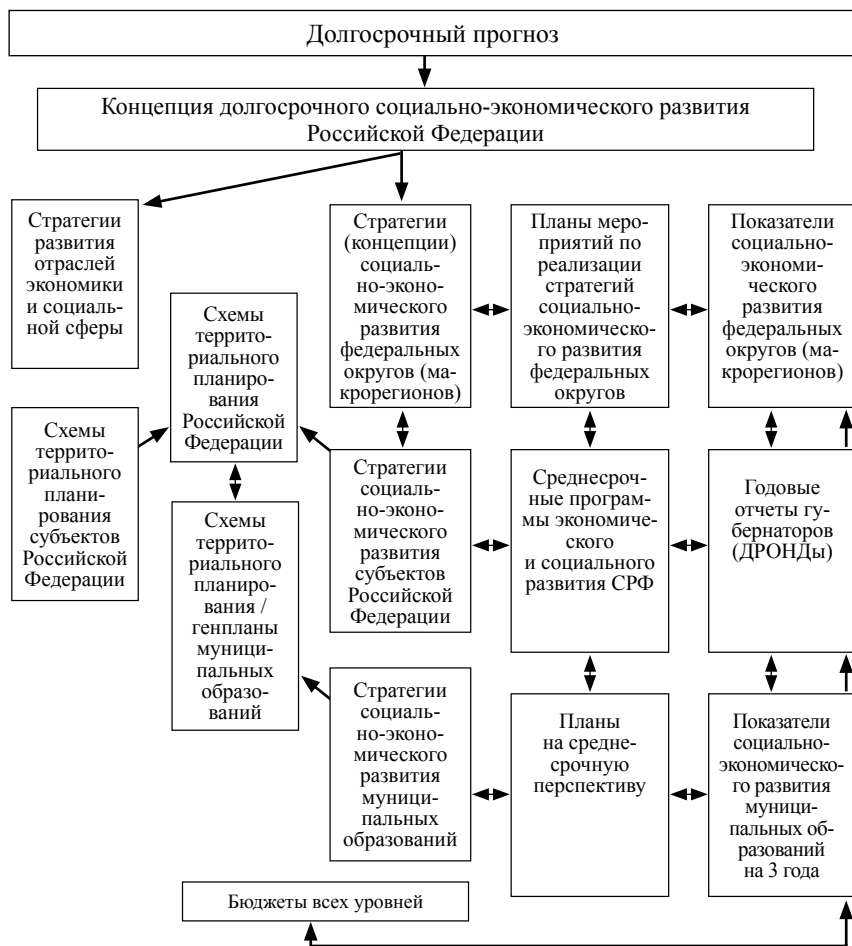 Долгосрочный прогноз
Концепция долгосрочного социально-экономического развития
Российской Федерации
Стратегии
развития
отраслей
экономики
и социаль-
ной сферы
Стратегии
(концепции)
социаль-
но-эконо-
мического
развития
федеральных
округов (ма-
крорегионов)
Планы меро-
приятий по
реализации
стратегий
социально-
экономическо-
го развития
федеральных
округов
Показатели
социально-
экономи-
ческого
развития
федеральных
округов (ма-
крорегионов)
Схемы
территори-
ального
планиро-
вания
Российской
Федерации
Схемы
территори-
ального
плани-
рования
субъектов
Российской
Федерации
Схемы
территори-
ального
планиро-
вания /
генпланы
муници-
пальных
образо-
ваний
Стратегии
социаль-
но-эконо-
мического
развития
субъектов
Российской
Федерации
Среднесроч-
ные програм-
мы экономиче-
ского
и социального
развития СРФ
Годовые
отчеты гу-
бернаторов
(ДРОНДы)
Стратегии
социаль-
но-эконо-
мического
развития
муници-
пальных
образований
Планы
на средне-
срочную
перспективу
Показатели
социально-
экономическо-
го развития
муници-
пальных об-
разований
на 3 года
Бюджеты всех уровней